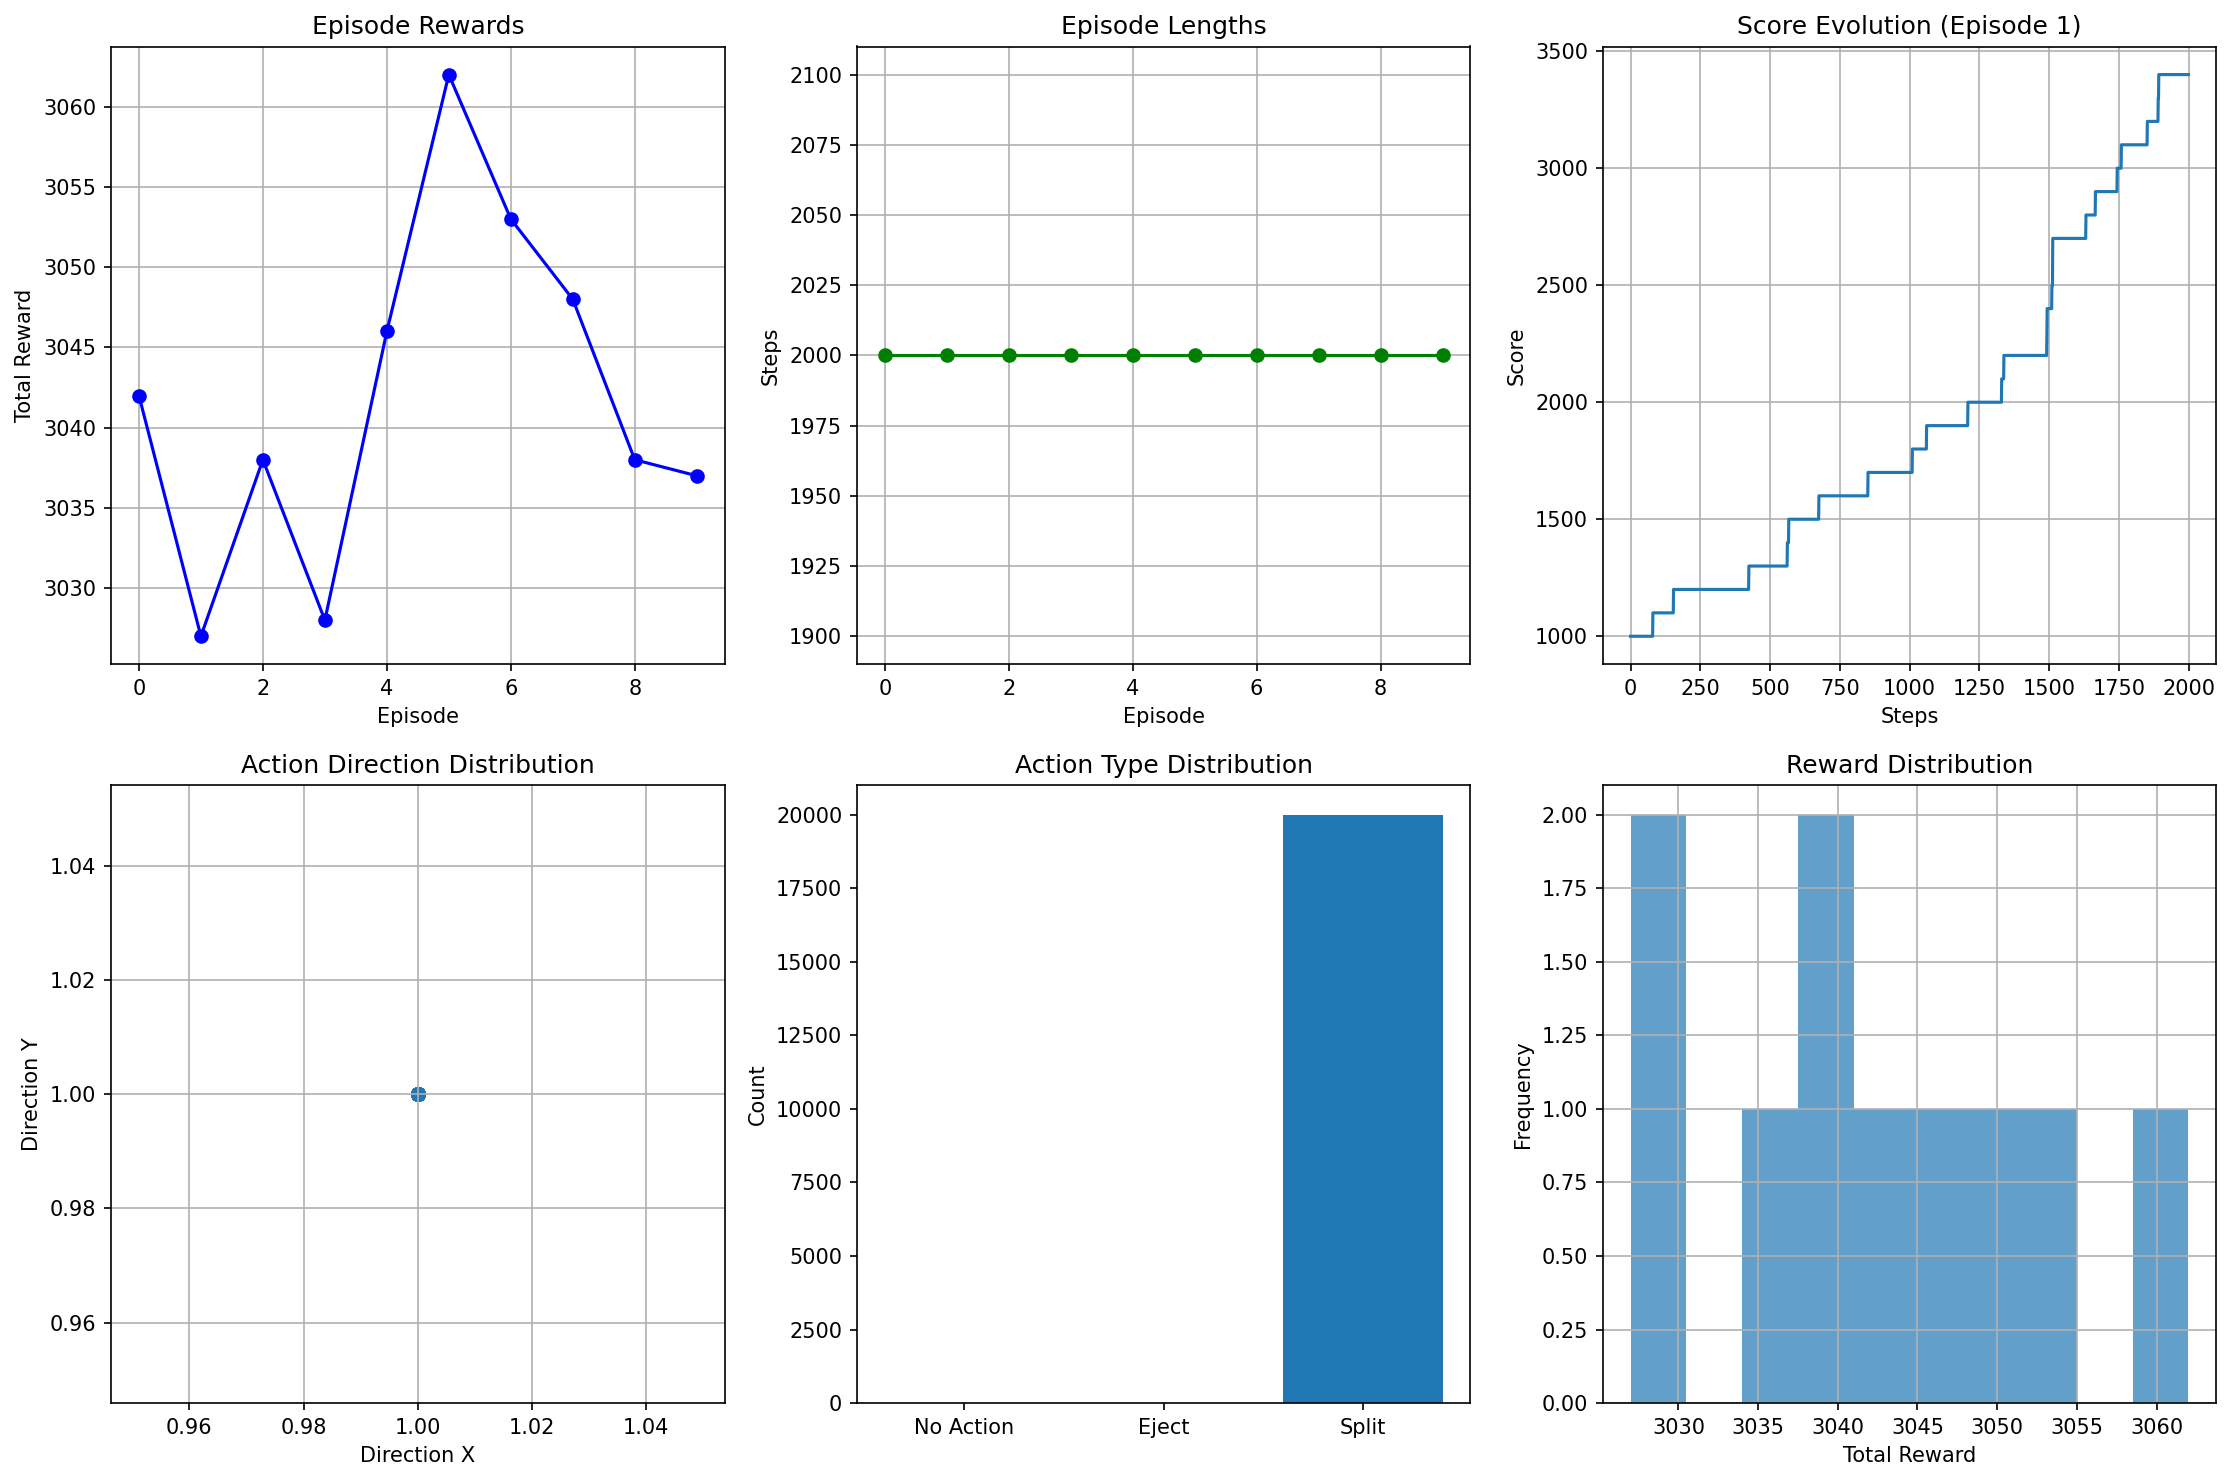 Episode Rewards
Total Reward
3060
3055
3050
3045
3040
3035
3030
0 2 4 6 8
Episode
Episode Lengths
Steps
2100
2075
2050
2025
2000
1975
1950
1925
1900
0 2 4 6 8
Episode
Score Evolution (Episode 1)
Score
3500
3000
2500
2000
1500
1000
0 250 500 750 1000 1250 1500 1750 2000
Steps
Action Direction Distribution
Direction Y
1.04
1.02
1.00
0.98
0.96
0.96 0.98 1.00 1.02 1.04
Direction X
Action Type Distribution
Count
20000
17500
15000
12500
10000
7500
5000
2500
0
No Action Eject Split
Reward Distribution
Frequency
2.00
1.75
1.50
1.25
1.00
0.75
0.50
0.25
0.00
3030 3035 3040 3045 3050 3055 3060
Total Reward